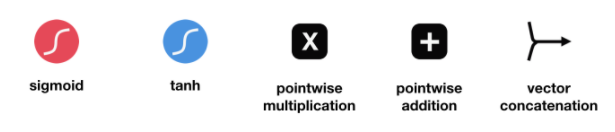 X
+
sigmoid
tanh
pointwise
multiplication
pointwise
addition
vector
concatenation